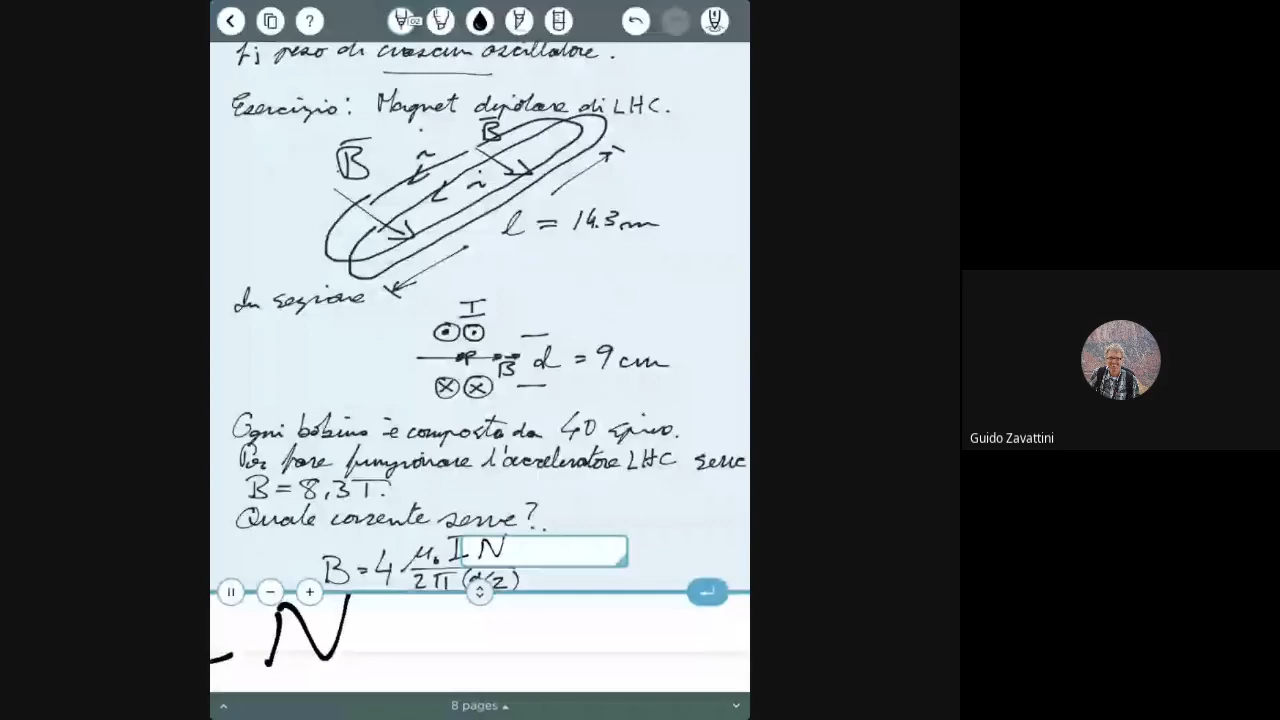 di ciascun oscillatore.
Esercizio: Magnet dipolare di LHC.
B
B
i
i
l = 14.3 m
In sezione
I
B
d = 9 cm
Ogni bobina è composta da 40 spire.
Per fare funzionare l'acceleratore LHC serve
B = 8,3 T.
Quale corrente serve?
B = 4 μ₀ I N / 2π (d/2)
N
8 pages
Guido Zavattini